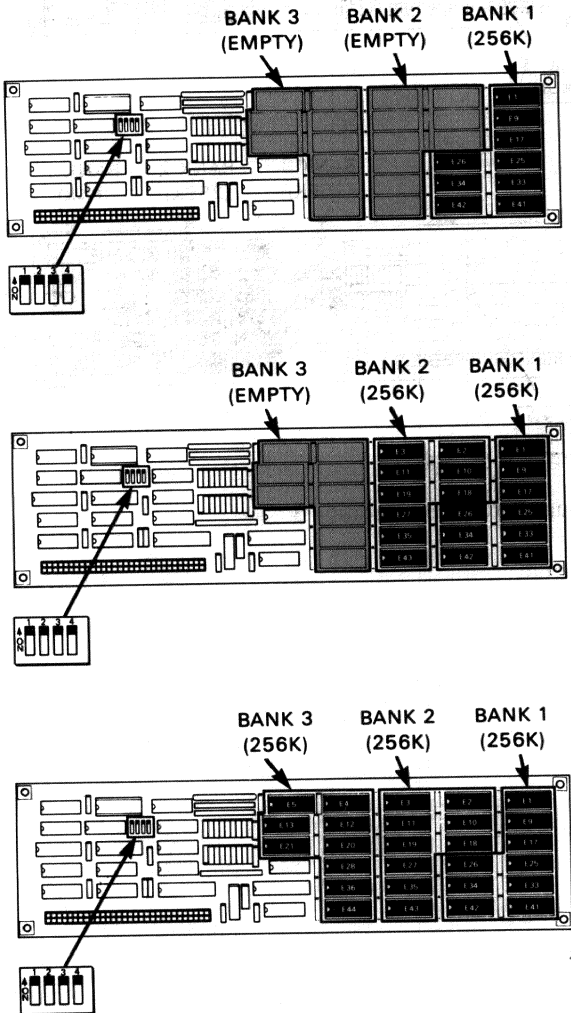 BANK 3 BANK 2 BANK 1
(EMPTY) (EMPTY) (256K)
E1
E9
E17
E26 E25
E34 E33
E42 E41
1 2 3 4
ON
BANK 3 BANK 2 BANK 1
(EMPTY) (256K) (256K)
E3 E2 E1
E11 E10 E9
E19 E18 E17
E27 E26 E25
E35 E34 E33
E43 E42 E41
1 2 3 4
ON
BANK 3 BANK 2 BANK 1
(256K) (256K) (256K)
E5 E4 E3 E2 E1
E13 E12 E11 E10 E9
E21 E20 E19 E18 E17
E28 E27 E26 E25
E36 E35 E34 E33
E44 E43 E42 E41
1 2 3 4
ON